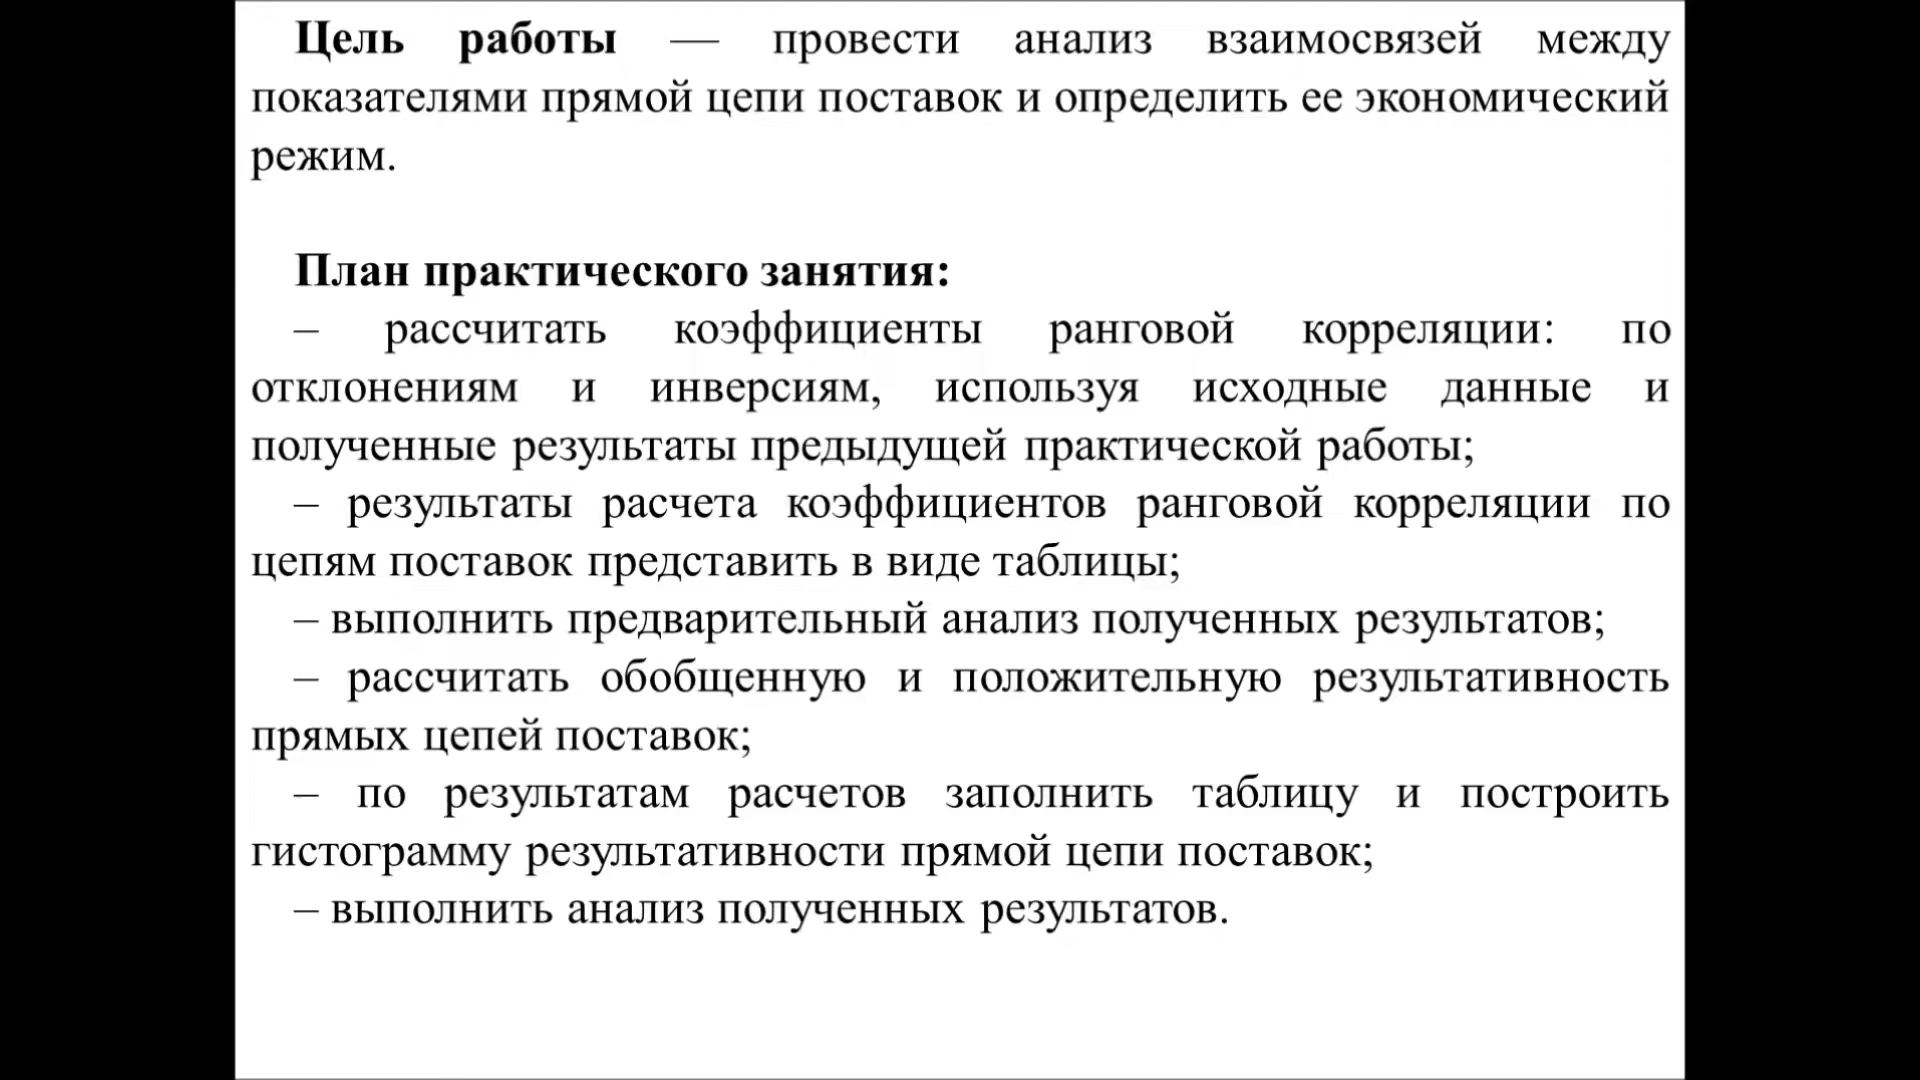 Цель работы — провести анализ взаимосвязей между
показателями прямой цепи поставок и определить ее экономический
режим.
План практического занятия:
– рассчитать коэффициенты ранговой корреляции: по
отклонениям и инверсиям, используя исходные данные и
полученные результаты предыдущей практической работы;
– результаты расчета коэффициентов ранговой корреляции по
цепям поставок представить в виде таблицы;
– выполнить предварительный анализ полученных результатов;
– рассчитать обобщенную и положительную результативность
прямых цепей поставок;
– по результатам расчетов заполнить таблицу и построить
гистограмму результативности прямой цепи поставок;
– выполнить анализ полученных результатов.